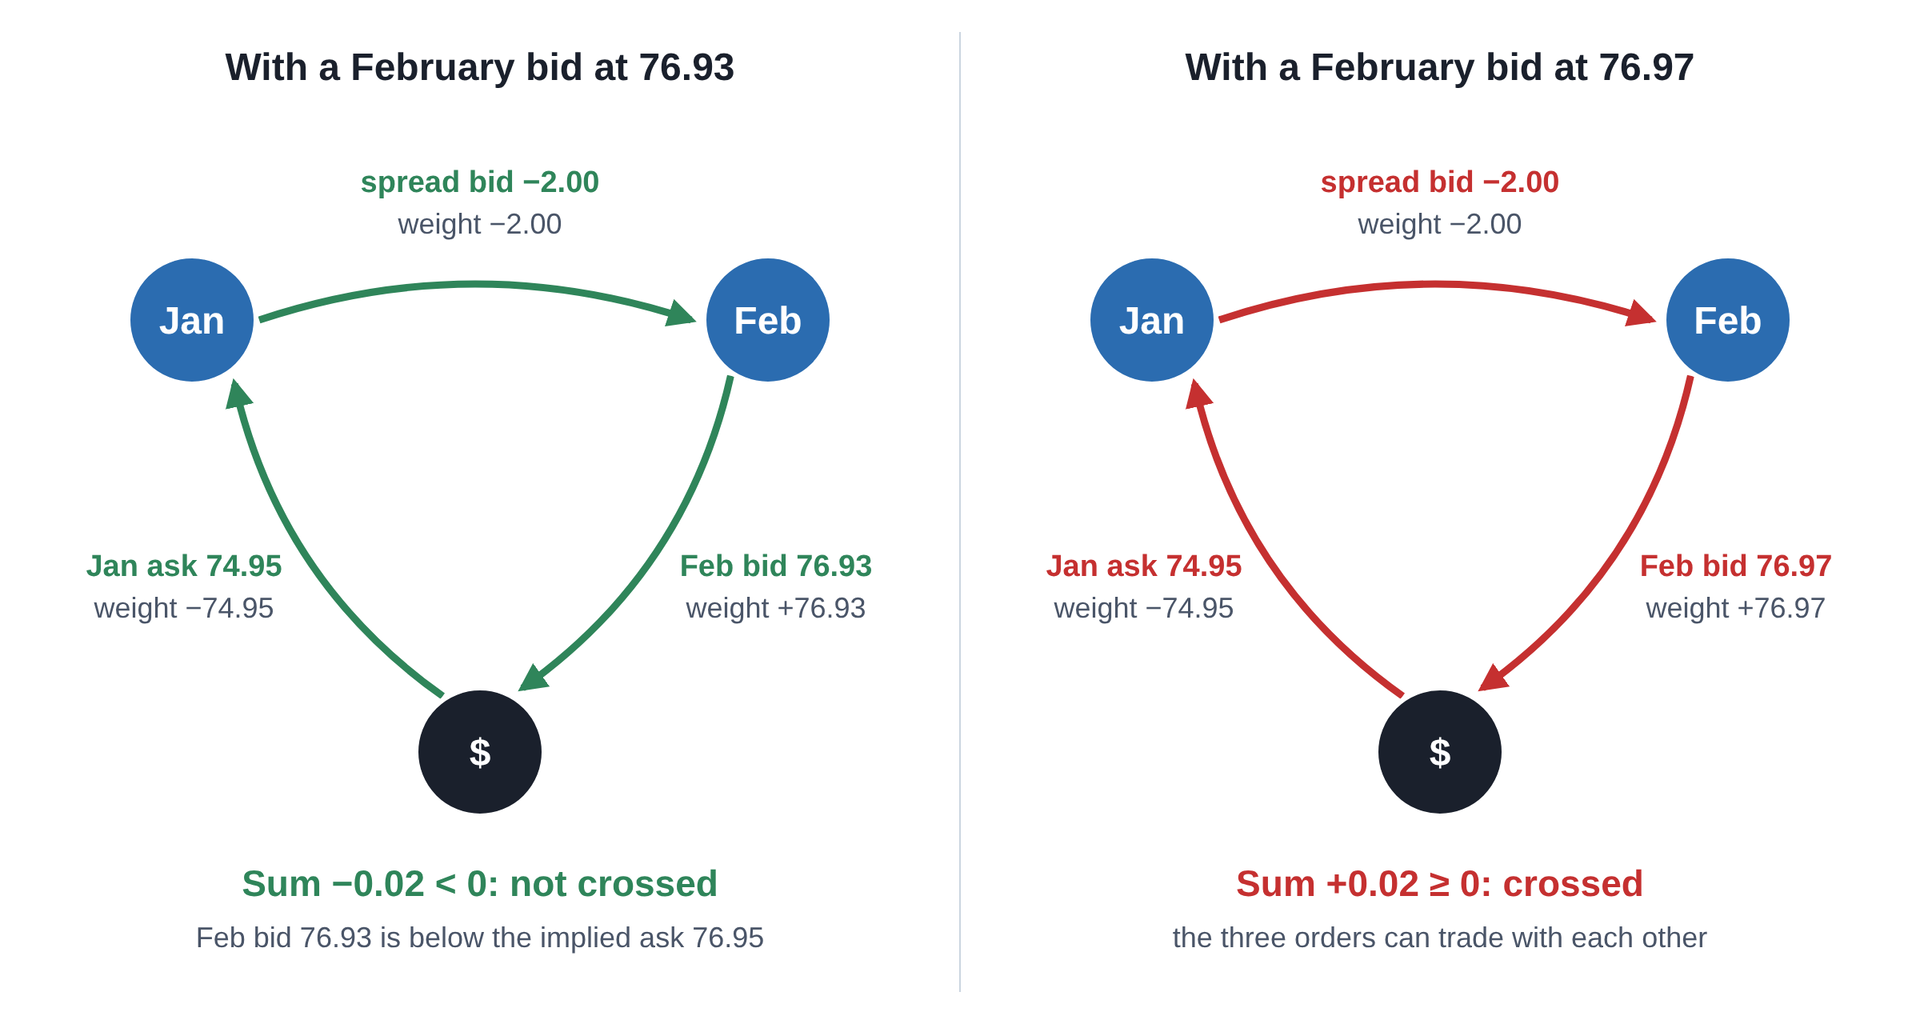 With a February bid at 76.93
spread bid −2.00
weight −2.00
Jan
Feb
Jan ask 74.95
weight −74.95
Feb bid 76.93
weight +76.93
$
Sum −0.02 < 0: not crossed
Feb bid 76.93 is below the implied ask 76.95
With a February bid at 76.97
spread bid −2.00
weight −2.00
Jan
Feb
Jan ask 74.95
weight −74.95
Feb bid 76.97
weight +76.97
$
Sum +0.02 ≥ 0: crossed
the three orders can trade with each other